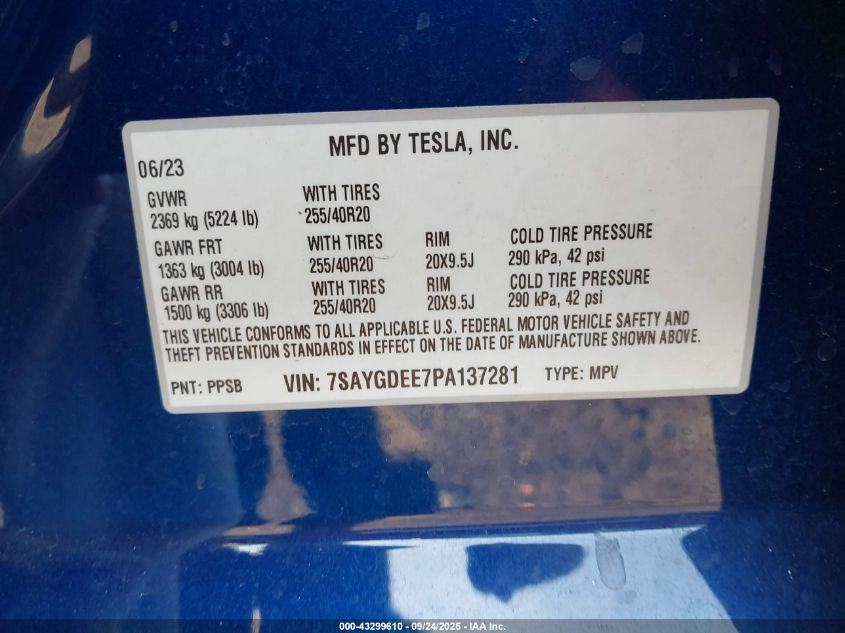 MFD BY TESLA, INC.
06/23
GVWR WITH TIRES
2369 kg (5224 lb) 255/40R20
GAWR FRT WITH TIRES RIM COLD TIRE PRESSURE
1363 kg (3004 lb) 255/40R20 20X9.5J 290 kPa, 42 psi
GAWR RR WITH TIRES RIM COLD TIRE PRESSURE
1500 kg (3306 lb) 255/40R20 20X9.5J 290 kPa, 42 psi
THIS VEHICLE CONFORMS TO ALL APPLICABLE U.S. FEDERAL MOTOR VEHICLE SAFETY AND
THEFT PREVENTION STANDARDS IN EFFECT ON THE DATE OF MANUFACTURE SHOWN ABOVE.
PNT: PPSB VIN: 7SAYGDEE7PA137281 TYPE: MPV
000-43299610 - 09/24/2025 - IAA Inc.